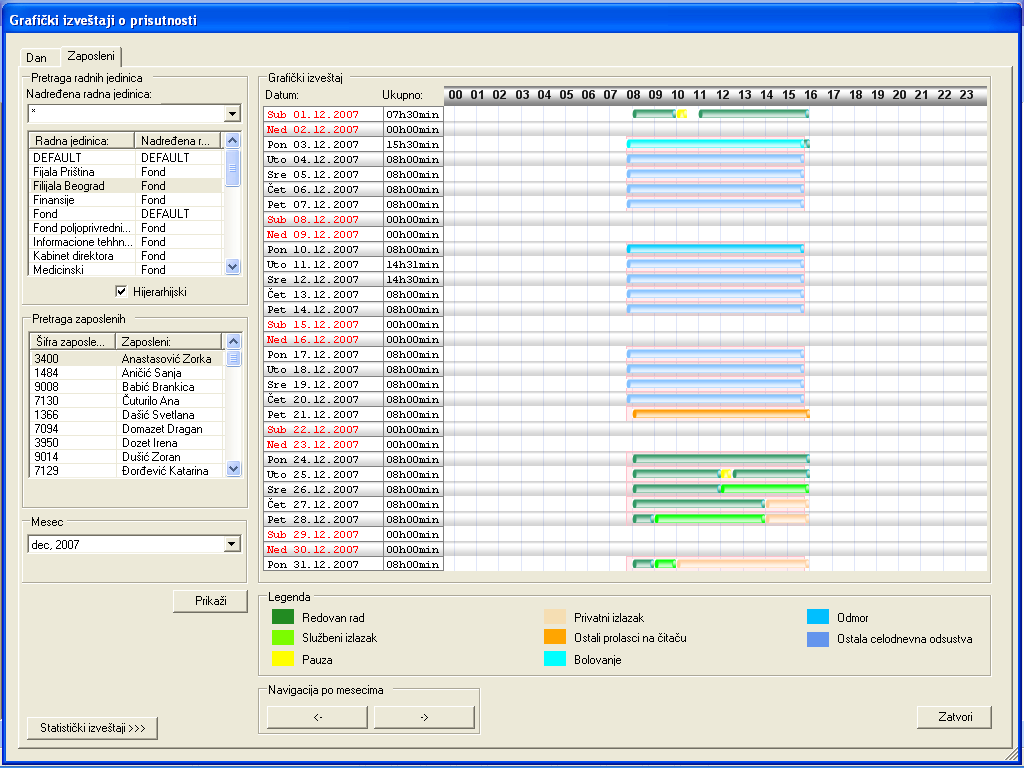 Grafički izveštaji o prisutnosti
Dan
Zaposleni
Pretraga radnih jedinica
Nadređena radna jedinica:
*
Radna jedinica: Nadređena r...
DEFAULT DEFAULT
Fijala Priština Fond
Filijala Beograd Fond
Finansije Fond
Fond DEFAULT
Fond poljoprivredni... Fond
Informacione tehhn... Fond
Kabinet direktora Fond
Medicinski Fond
Hijerarhijski
Pretraga zaposlenih
Šifra zaposle... Zaposleni:
3400 Anastasović Zorka
1484 Aničić Sanja
9008 Babić Brankica
7130 Čuturilo Ana
1366 Dašić Svetlana
7094 Domazet Dragan
3950 Dozet Irena
9014 Dušić Zoran
7129 Đorđević Katarina
Mesec
dec, 2007
Prikaži
Statistički izveštaji >>>
Grafički izveštaj
Datum: Ukupno: 00 01 02 03 04 05 06 07 08 09 10 11 12 13 14 15 16 17 18 19 20 21 22 23
Sub 01.12.2007 07h30min
Ned 02.12.2007 00h00min
Pon 03.12.2007 15h30min
Uto 04.12.2007 08h00min
Sre 05.12.2007 08h00min
Čet 06.12.2007 08h00min
Pet 07.12.2007 08h00min
Sub 08.12.2007 00h00min
Ned 09.12.2007 00h00min
Pon 10.12.2007 08h00min
Uto 11.12.2007 14h31min
Sre 12.12.2007 14h30min
Čet 13.12.2007 08h00min
Pet 14.12.2007 08h00min
Sub 15.12.2007 00h00min
Ned 16.12.2007 00h00min
Pon 17.12.2007 08h00min
Uto 18.12.2007 08h00min
Sre 19.12.2007 08h00min
Čet 20.12.2007 08h00min
Pet 21.12.2007 08h00min
Sub 22.12.2007 00h00min
Ned 23.12.2007 00h00min
Pon 24.12.2007 08h00min
Uto 25.12.2007 08h00min
Sre 26.12.2007 08h00min
Čet 27.12.2007 08h00min
Pet 28.12.2007 08h00min
Sub 29.12.2007 00h00min
Ned 30.12.2007 00h00min
Pon 31.12.2007 08h00min
Legenda
Redovan rad Privatni izlazak Odmor
Službeni izlazak Ostali prolasci na čitaču Ostala celodnevna odsustva
Pauza Bolovanje
Navigacija po mesecima
<- ->
Zatvori